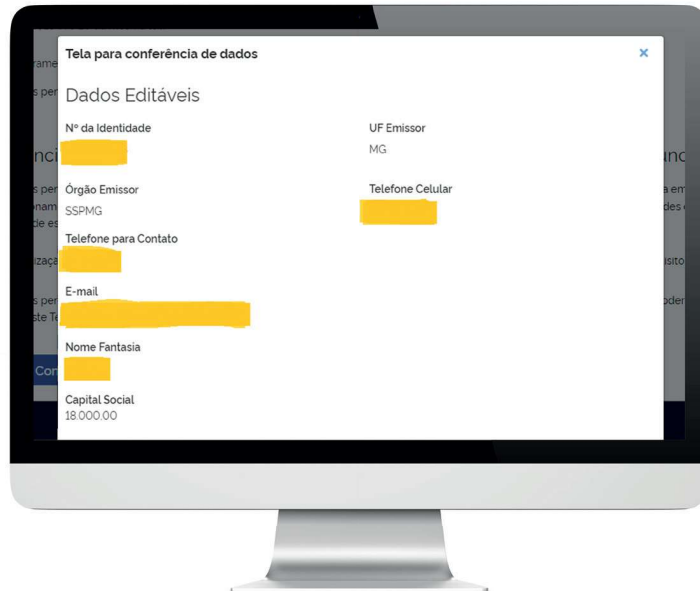 Tela para conferência de dados
×
Dados Editáveis
Nº da Identidade
UF Emissor
MG
Órgão Emissor
Telefone Celular
SSPMG
Telefone para Contato
E-mail
Nome Fantasia
Capital Social
18.000.00
Con